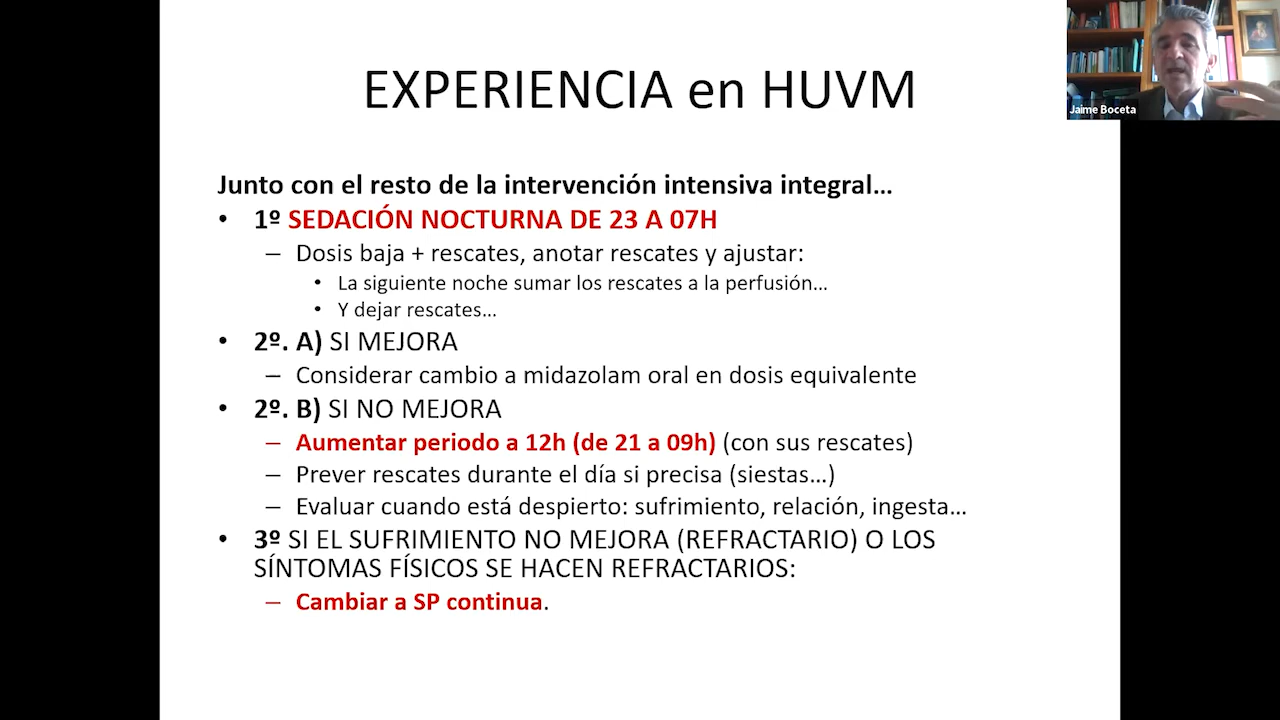 EXPERIENCIA en HUVM
Jaime Boceta
Junto con el resto de la intervención intensiva integral...
• 1º SEDACIÓN NOCTURNA DE 23 A 07H
– Dosis baja + rescates, anotar rescates y ajustar:
• La siguiente noche sumar los rescates a la perfusión...
• Y dejar rescates...
• 2º. A) SI MEJORA
– Considerar cambio a midazolam oral en dosis equivalente
• 2º. B) SI NO MEJORA
– Aumentar periodo a 12h (de 21 a 09h) (con sus rescates)
– Prever rescates durante el día si precisa (siestas...)
– Evaluar cuando está despierto: sufrimiento, relación, ingesta...
• 3º SI EL SUFRIMIENTO NO MEJORA (REFRACTARIO) O LOS
SÍNTOMAS FÍSICOS SE HACEN REFRACTARIOS:
– Cambiar a SP continua.